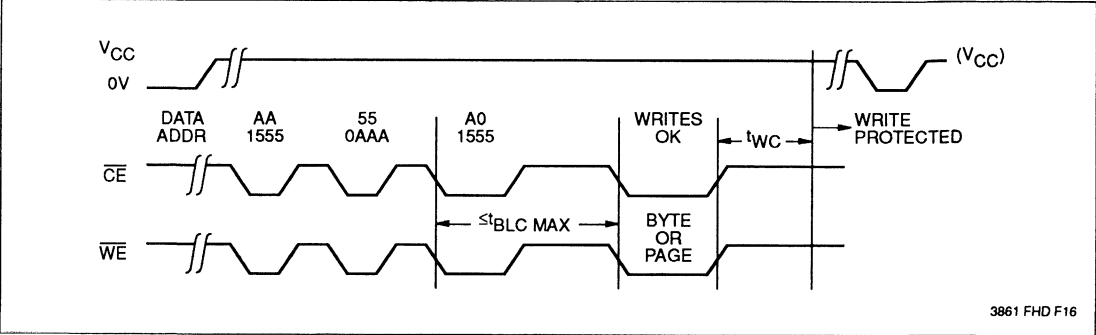 VCC
0V
(VCC)
DATA AA 55 A0 WRITES
ADDR 1555 0AAA 1555 OK
tWC
WRITE
PROTECTED
CE
≤tBLC MAX
BYTE
OR
PAGE
WE
3861 FHD F16